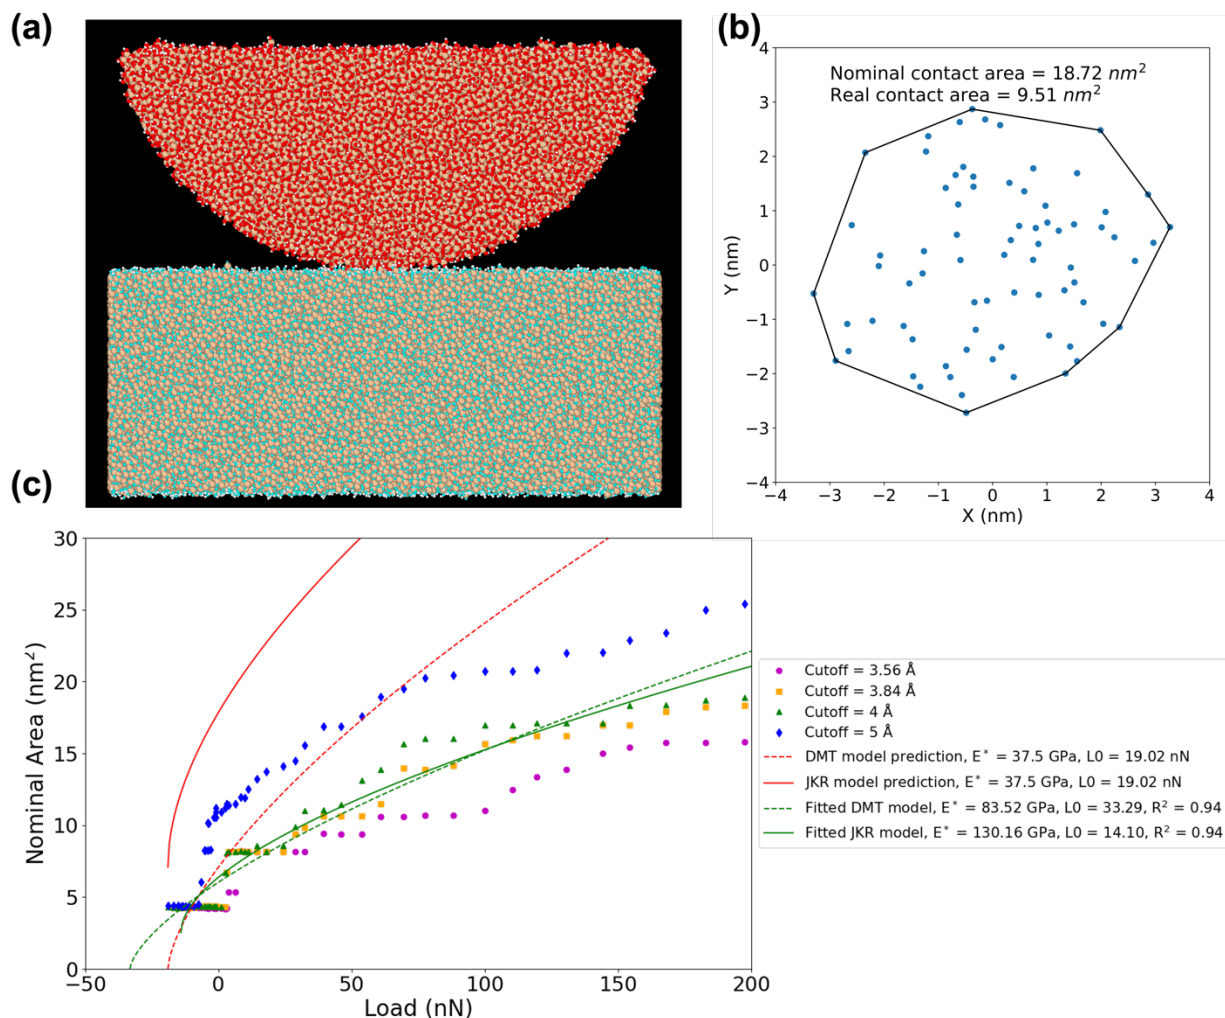 (a)
(b)
4
3
2
1
0
−1
−2
−3
−4
Y (nm)
Nominal contact area = 18.72 nm²
Real contact area = 9.51 nm²
−4 −3 −2 −1 0 1 2 3 4
X (nm)
(c)
30
25
20
15
10
5
0
Nominal Area (nm²)
−50 0 50 100 150 200
Load (nN)
Cutoff = 3.56 Å
Cutoff = 3.84 Å
Cutoff = 4 Å
Cutoff = 5 Å
DMT model prediction, E* = 37.5 GPa, L0 = 19.02 nN
JKR model prediction, E* = 37.5 GPa, L0 = 19.02 nN
Fitted DMT model, E* = 83.52 GPa, L0 = 33.29, R² = 0.94
Fitted JKR model, E* = 130.16 GPa, L0 = 14.10, R² = 0.94